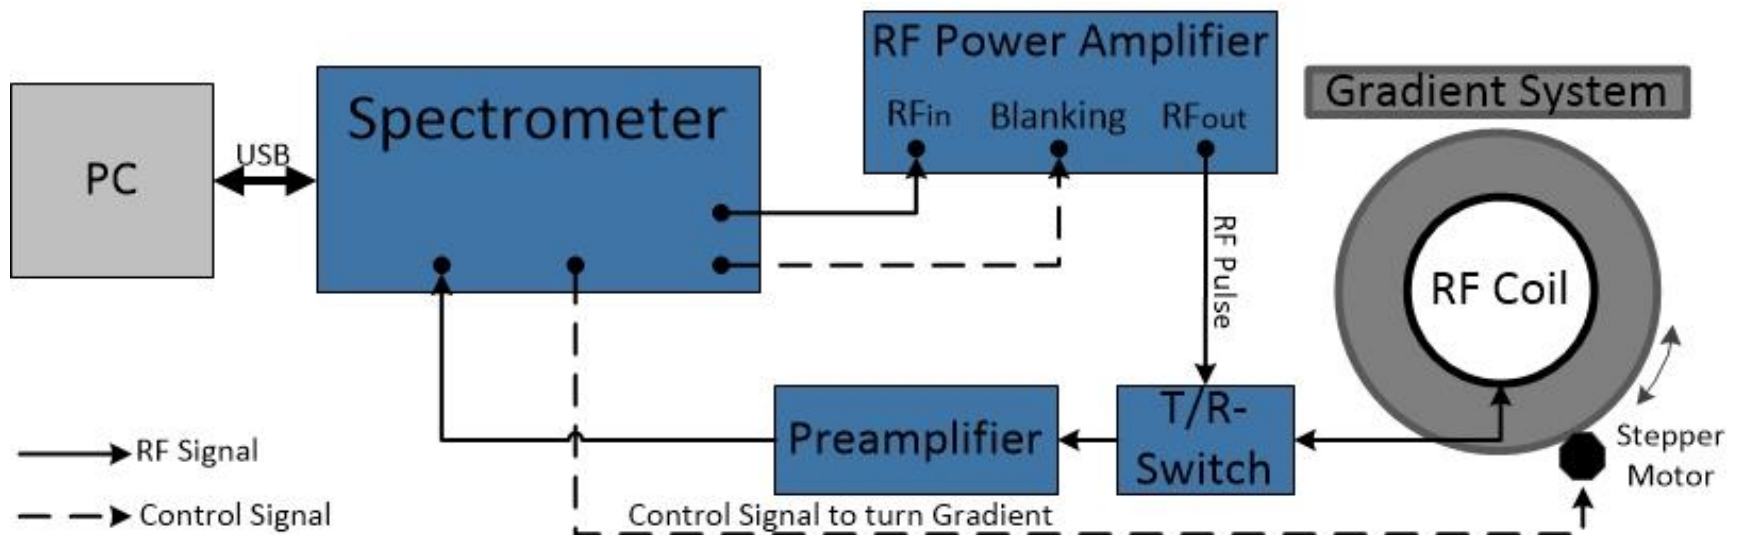 RF Power Amplifier
RFin Blanking RFout
Gradient System
Spectrometer
PC
USB
RF Pulse
RF Coil
T/R-
Switch
Preamplifier
Stepper
Motor
RF Signal
Control Signal
Control Signal to turn Gradient